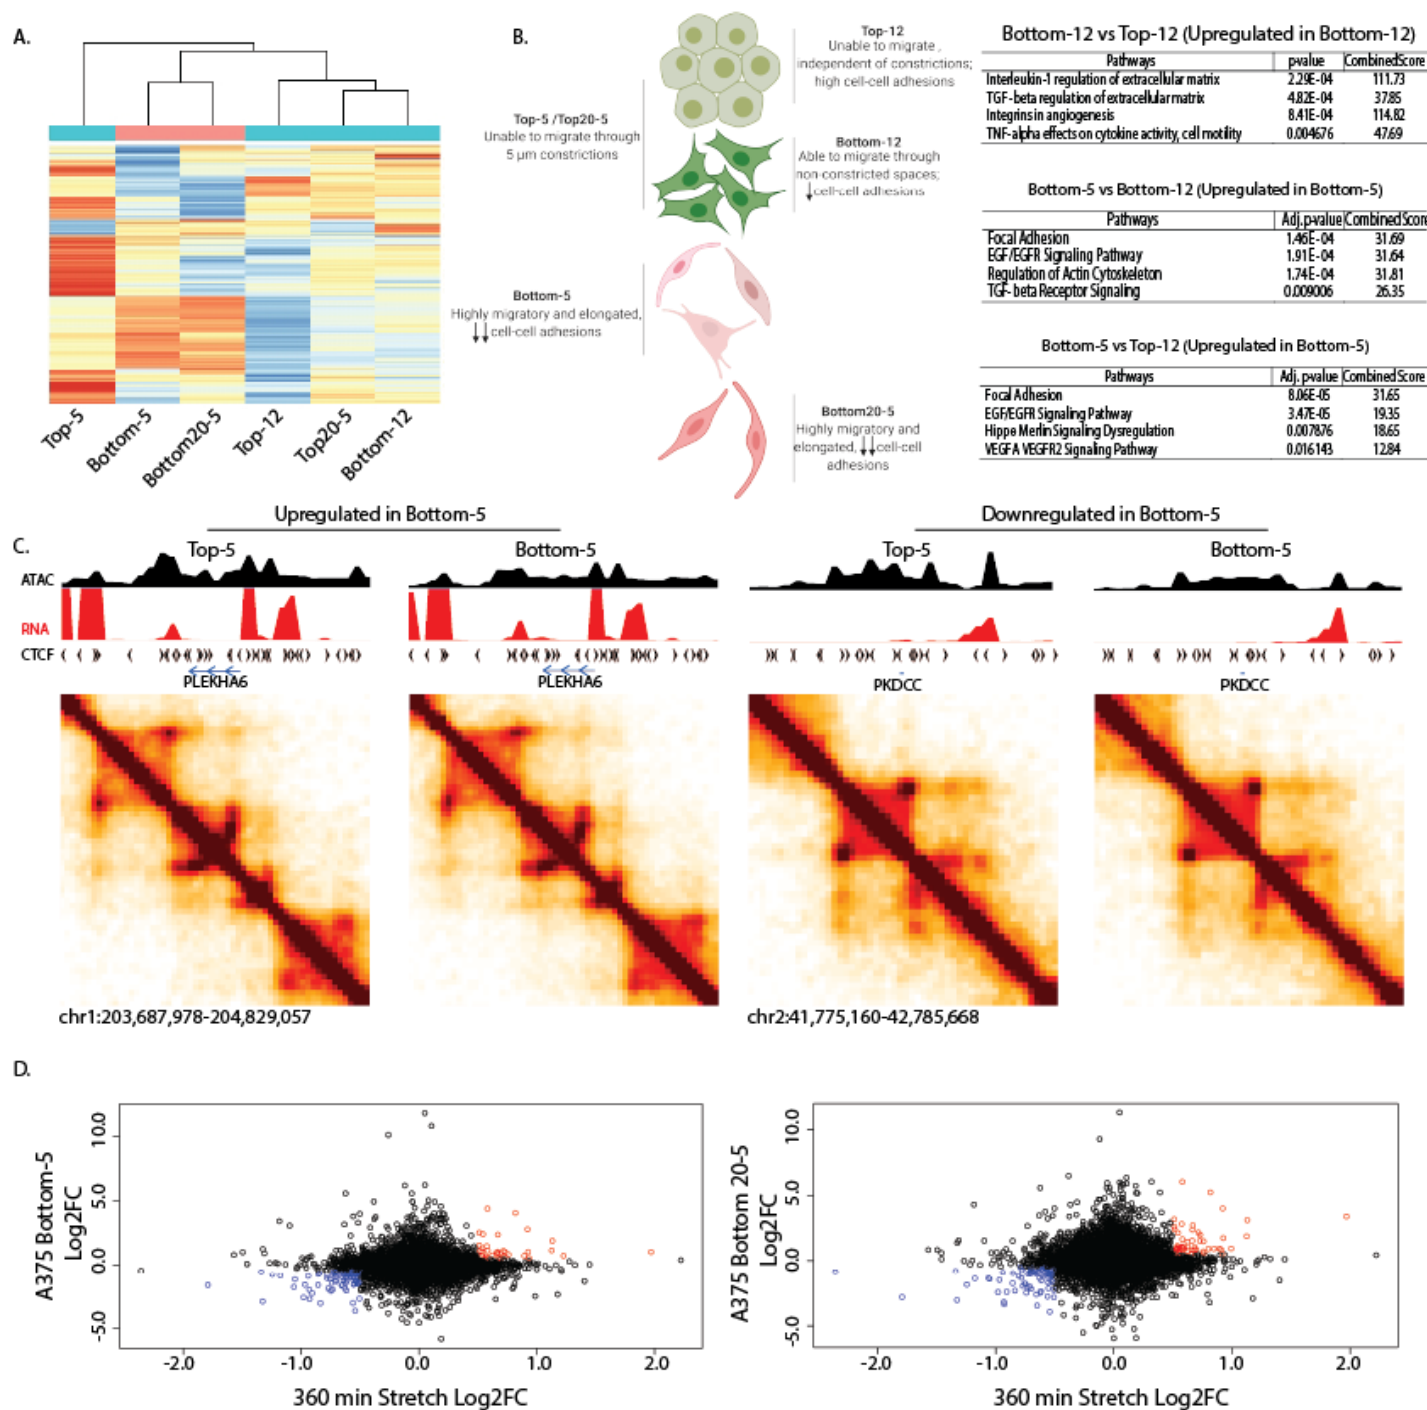 A.
Top-5
Bottom-5
Bottom20-5
Top-12
Top20-5
Bottom-12
B.
Top-12
Unable to migrate ,
independent of constrictions;
high cell-cell adhesions
Top-5 /Top20-5
Unable to migrate through
5 µm constrictions
Bottom-12
Able to migrate through
non-constricted spaces;
↓cell-cell adhesions
Bottom-5
Highly migratory and elongated,
↓↓cell-cell adhesions
Bottom20-5
Highly migratory and
elongated, ↓↓cell-cell
adhesions
Bottom-12 vs Top-12 (Upregulated in Bottom-12)
Pathways p-value CombinedScore
Interleukin-1 regulation of extracellular matrix 2.29E-04 111.73
TGF-beta regulation of extracellular matrix 4.82E-04 37.85
Integrins in angiogenesis 8.41E-04 114.82
TNF-alpha effects on cytokine activity, cell motility 0.004676 47.69
Bottom-5 vs Bottom-12 (Upregulated in Bottom-5)
Pathways Adj. p-value CombinedScore
Focal Adhesion 1.46E-04 31.69
EGF/EGFR Signaling Pathway 1.91E-04 31.64
Regulation of Actin Cytoskeleton 1.74E-04 31.81
TGF-beta Receptor Signaling 0.009006 26.35
Bottom-5 vs Top-12 (Upregulated in Bottom-5)
Pathways Adj. p-value CombinedScore
Focal Adhesion 8.06E-05 31.65
EGF/EGFR Signaling Pathway 3.47E-05 19.35
Hippo Merlin Signaling Dysregulation 0.007876 18.65
VEGFA VEGFR2 Signaling Pathway 0.016143 12.84
C.
Upregulated in Bottom-5
Downregulated in Bottom-5
Top-5
Bottom-5
Top-5
Bottom-5
ATAC
RNA
CTCF
PLEKHA6
PLEKHA6
PKDCC
PKDCC
chr1:203,687,978-204,829,057
chr2:41,775,160-42,785,668
D.
A375 Bottom-5
Log2FC
10.0
5.0
0.0
-5.0
-2.0 -1.0 0.0 1.0 2.0
360 min Stretch Log2FC
A375 Bottom 20-5
Log2FC
10.0
5.0
0.0
-5.0
-2.0 -1.0 0.0 1.0 2.0
360 min Stretch Log2FC